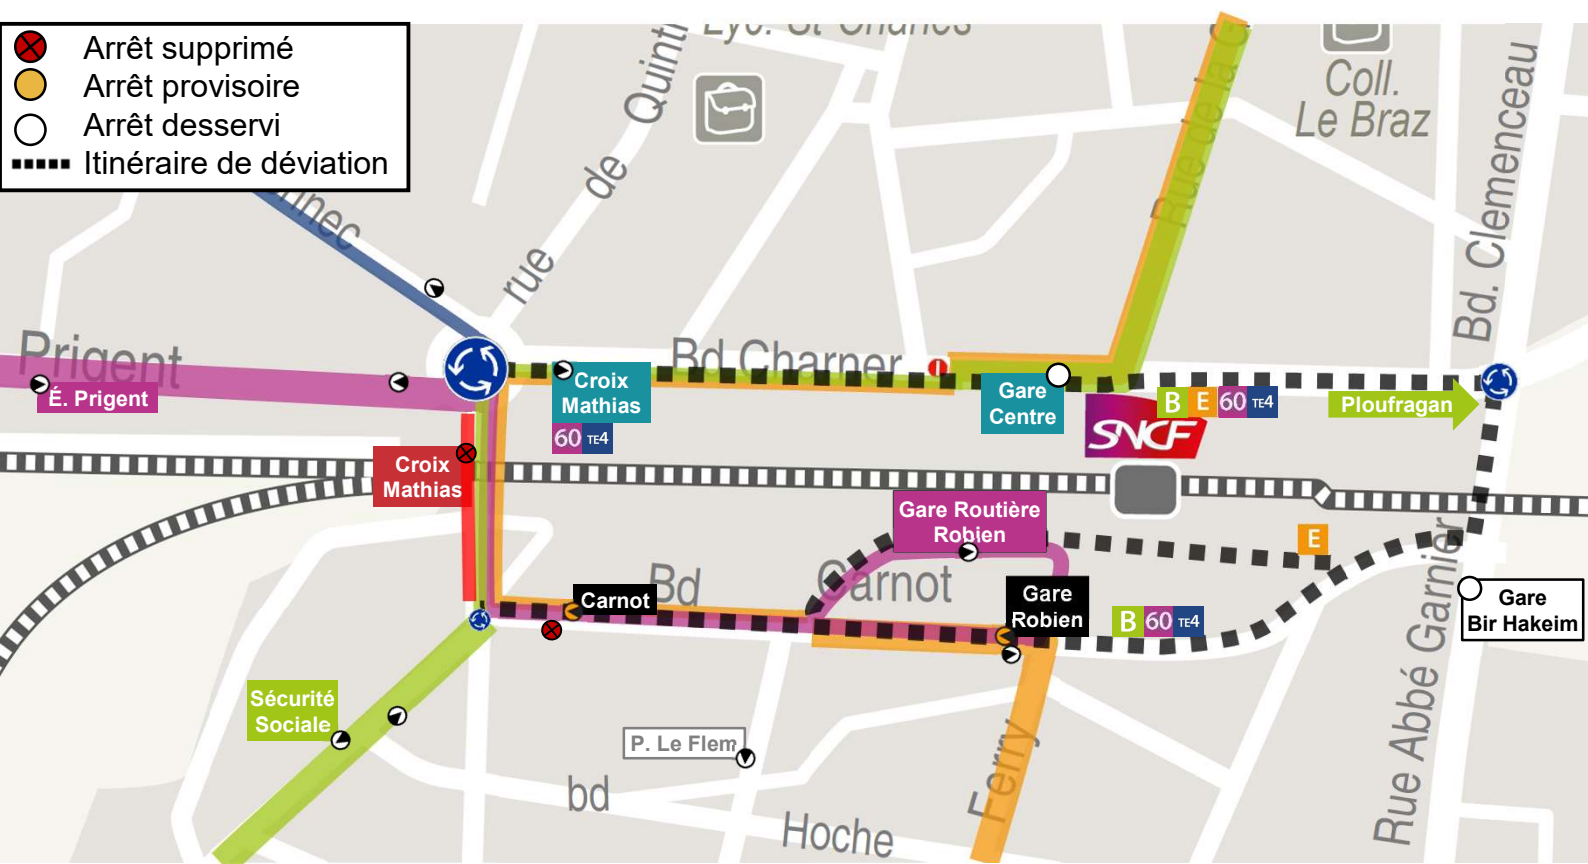 Arrêt supprimé
Arrêt provisoire
Arrêt desservi
Itinéraire de déviation
Lyc. St Charles
rue de Quinti
Coll.
Le Braz
Bd. Clemenceau
Prigent
É. Prigent
Bd Charner
Croix
Mathias
60 TE4
Gare
Centre
B E 60 TE4
Ploufragan
SNCF
Croix
Mathias
Gare Routière
Robien
E
Bd Carnot
Carnot
Gare
Robien
B 60 TE4
Gare
Bir Hakeim
Rue Abbé Garnier
Sécurité
Sociale
P. Le Flem
Ferry
bd
Hoche